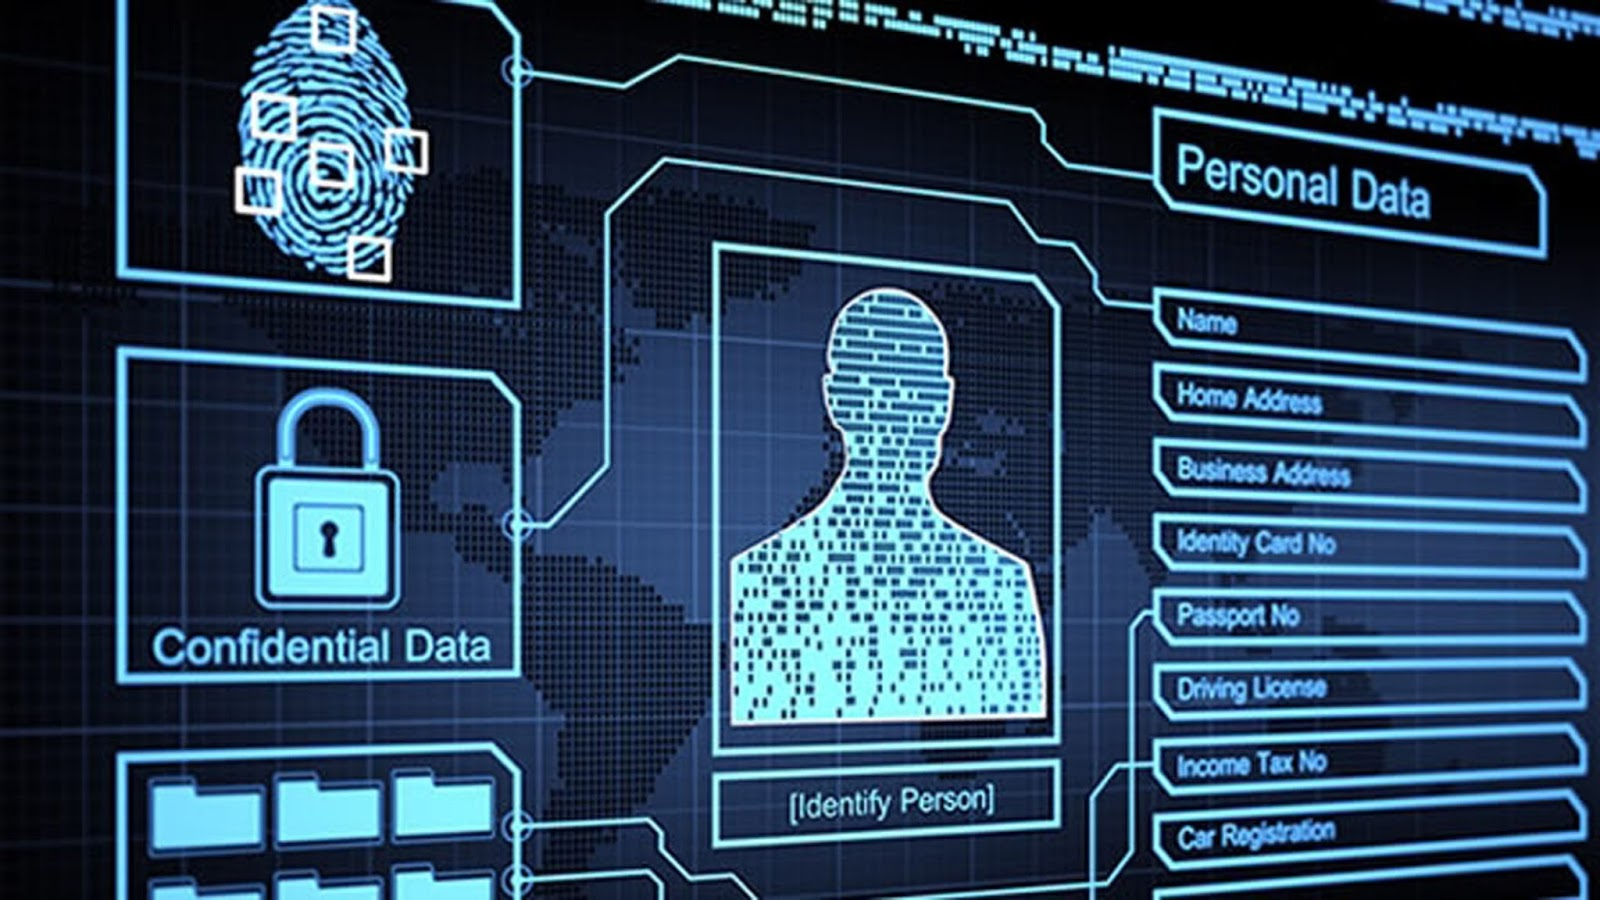 Personal Data
Name
Home Address
Business Address
Identity Card No
Passport No
Driving License
Income Tax No
Car Registration
Confidential Data
[Identify Person]